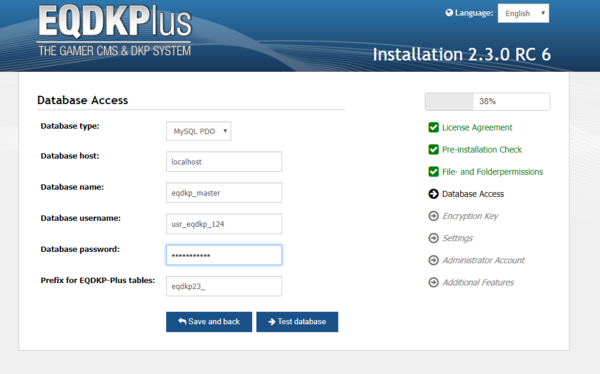 EQDKPlus
THE GAMER CMS & DKP SYSTEM
Language: English
Installation 2.3.0 RC 6
Database Access
Database type: MySQL PDO
Database host: localhost
Database name: eqdkp_master
Database username: usr_eqdkp_124
Database password: •••••••••••
Prefix for EQDKP-Plus tables: eqdkp23_
Save and back
Test database
38%
License Agreement
Pre-installation Check
File- and Folderpermissions
Database Access
Encryption Key
Settings
Administrator Account
Additional Features